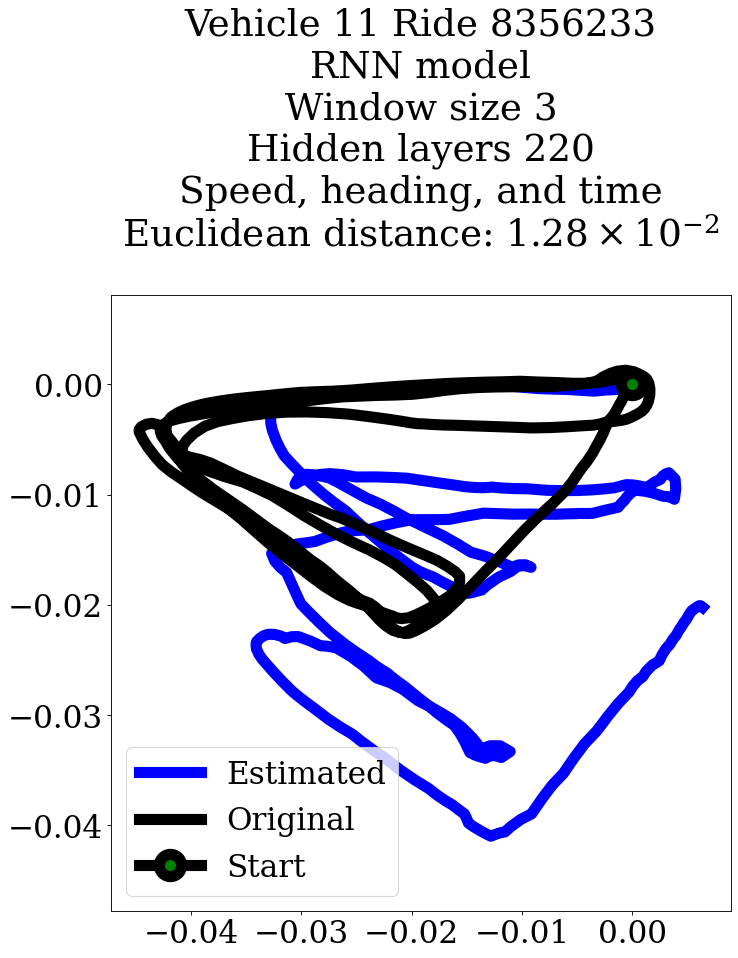 Vehicle 11 Ride 8356233
RNN model
Window size 3
Hidden layers 220
Speed, heading, and time
Euclidean distance: 1.28 × 10⁻²
0.00
−0.01
−0.02
−0.03
−0.04
Estimated
Original
Start
−0.04 −0.03 −0.02 −0.01 0.00